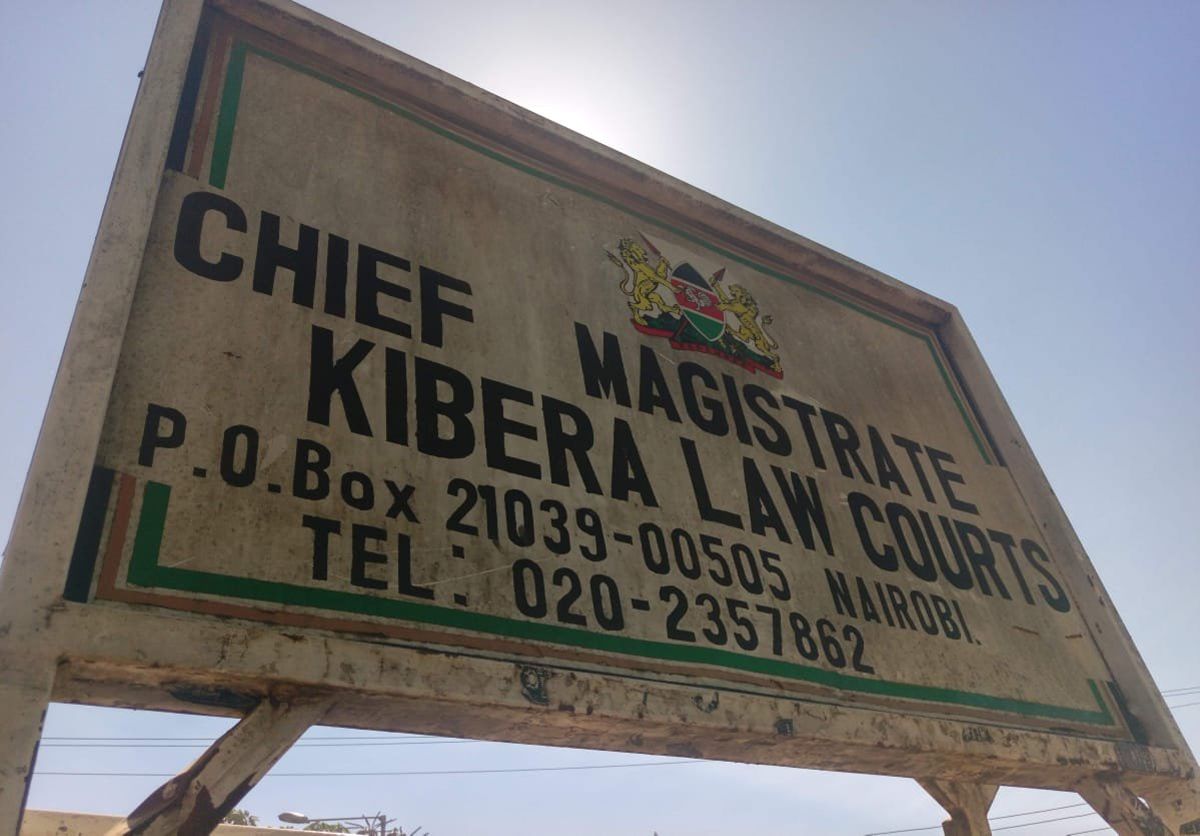 CHIEF MAGISTRATE
KIBERA LAW COURTS
P.O.Box 21039-00505 NAIROBI.
TEL: 020-2357862